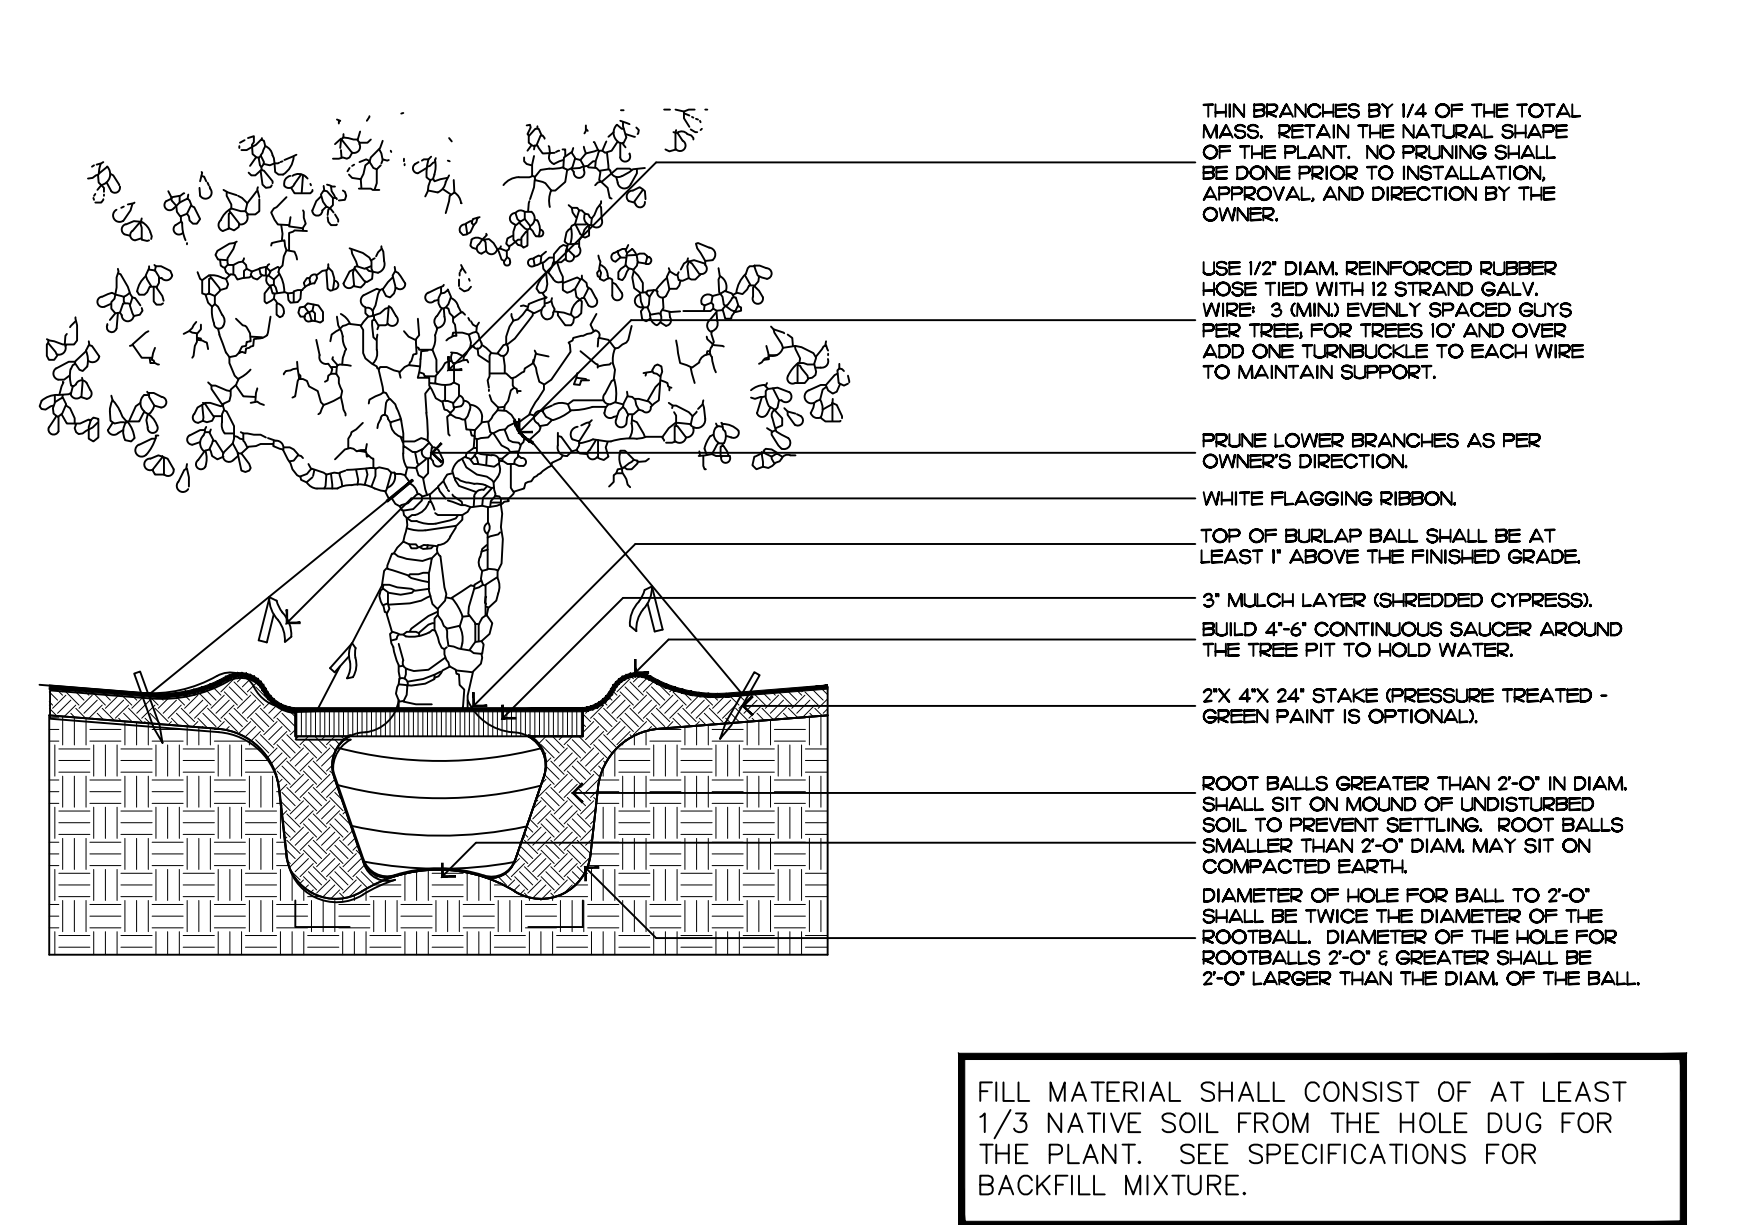 THIN BRANCHES BY 1/4 OF THE TOTAL
MASS. RETAIN THE NATURAL SHAPE
OF THE PLANT. NO PRUNING SHALL
BE DONE PRIOR TO INSTALLATION,
APPROVAL, AND DIRECTION BY THE
OWNER.
USE 1/2" DIAM. REINFORCED RUBBER
HOSE TIED WITH 12 STRAND GALV.
WIRE: 3 (MIN.) EVENLY SPACED GUYS
PER TREE, FOR TREES 10' AND OVER
ADD ONE TURNBUCKLE TO EACH WIRE
TO MAINTAIN SUPPORT.
PRUNE LOWER BRANCHES AS PER
OWNER'S DIRECTION.
WHITE FLAGGING RIBBON.
TOP OF BURLAP BALL SHALL BE AT
LEAST 1" ABOVE THE FINISHED GRADE.
3" MULCH LAYER (SHREDDED CYPRESS).
BUILD 4"-6" CONTINUOUS SAUCER AROUND
THE TREE PIT TO HOLD WATER.
2"X 4"X 24" STAKE (PRESSURE TREATED -
GREEN PAINT IS OPTIONAL).
ROOT BALLS GREATER THAN 2'-0" IN DIAM.
SHALL SIT ON MOUND OF UNDISTURBED
SOIL TO PREVENT SETTLING. ROOT BALLS
SMALLER THAN 2'-0" DIAM. MAY SIT ON
COMPACTED EARTH.
DIAMETER OF HOLE FOR BALL TO 2'-0"
SHALL BE TWICE THE DIAMETER OF THE
ROOTBALL. DIAMETER OF THE HOLE FOR
ROOTBALLS 2'-0" & GREATER SHALL BE
2'-0" LARGER THAN THE DIAM. OF THE BALL.
FILL MATERIAL SHALL CONSIST OF AT LEAST
1/3 NATIVE SOIL FROM THE HOLE DUG FOR
THE PLANT. SEE SPECIFICATIONS FOR
BACKFILL MIXTURE.